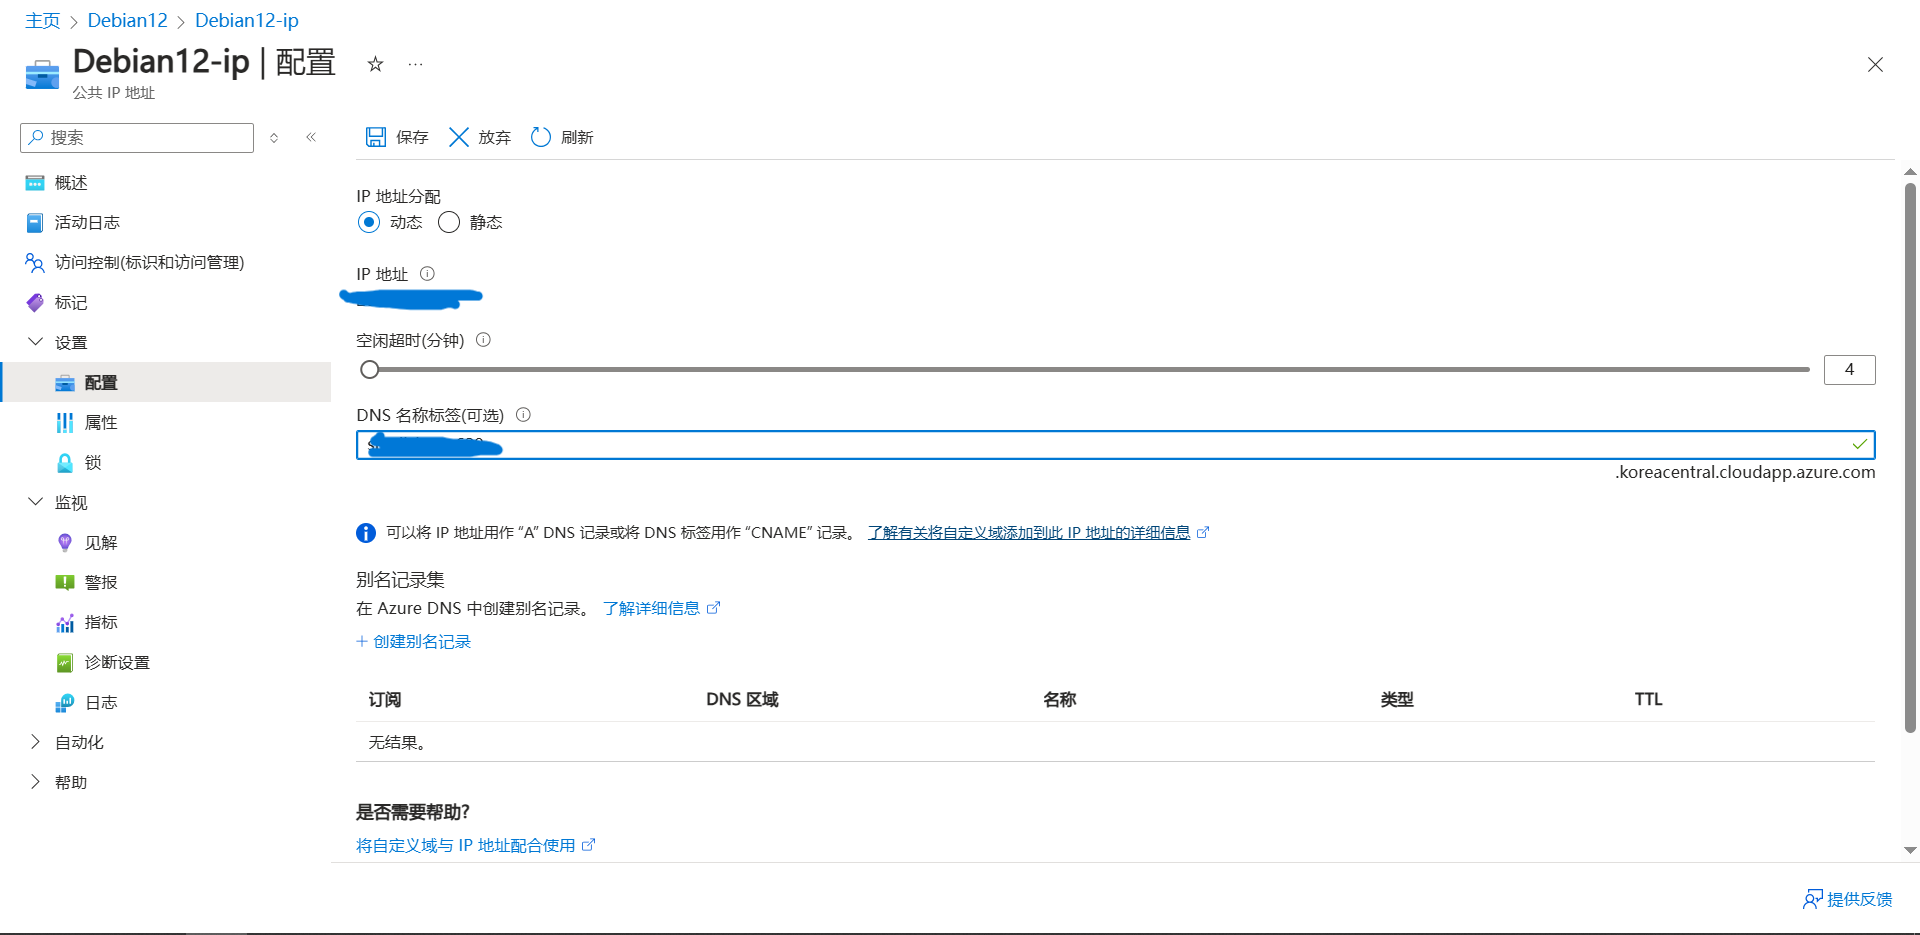 主页 > Debian12 > Debian12-ip
Debian12-ip | 配置
公共 IP 地址
搜索
概述
活动日志
访问控制(标识和访问管理)
标记
设置
配置
属性
锁
监视
见解
警报
指标
诊断设置
日志
自动化
帮助
保存 放弃 刷新
IP 地址分配
动态 静态
IP 地址
空闲超时(分钟)
4
DNS 名称标签(可选)
.koreacentral.cloudapp.azure.com
可以将 IP 地址用作 “A” DNS 记录或将 DNS 标签用作 “CNAME” 记录。 了解有关将自定义域添加到此 IP 地址的详细信息
别名记录集
在 Azure DNS 中创建别名记录。 了解详细信息
+ 创建别名记录
订阅 DNS 区域 名称 类型 TTL
无结果。
是否需要帮助?
将自定义域与 IP 地址配合使用
提供反馈